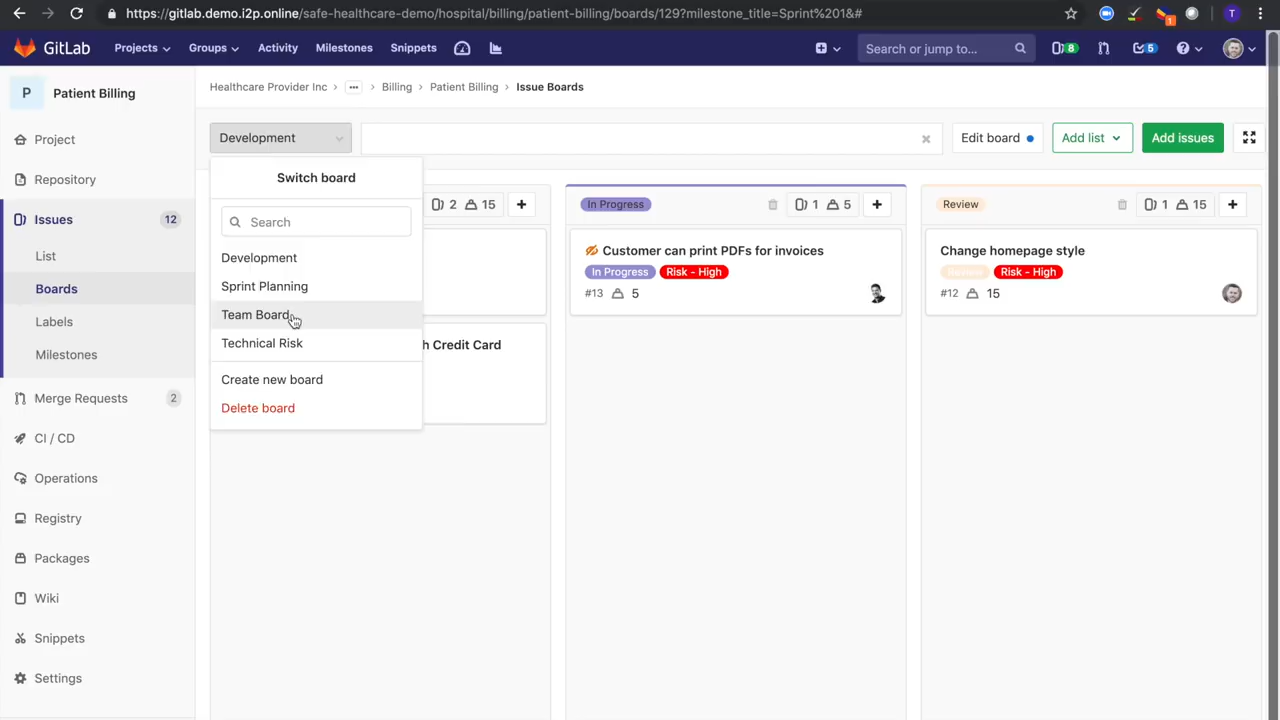 https://gitlab.demo.i2p.online/safe-healthcare-demo/hospital/billing/patient-billing/boards/129?milestone_title=Sprint%201&#
T
1
GitLab
Projects
Groups
Activity
Milestones
Snippets
Search or jump to...
8
5
P
Patient Billing
Healthcare Provider Inc › ••• › Billing › Patient Billing › Issue Boards
Project
Repository
Issues
12
List
Boards
Labels
Milestones
Merge Requests
2
CI / CD
Operations
Registry
Packages
Wiki
Snippets
Settings
Development
Edit board
Add list
Add issues
Switch board
Search
Development
Sprint Planning
Team Board
Technical Risk
Create new board
Delete board
2 15
h Credit Card
In Progress
1 5
Customer can print PDFs for invoices
In Progress Risk - High
#13 5
Review
1 15
Change homepage style
Review Risk - High
#12 15